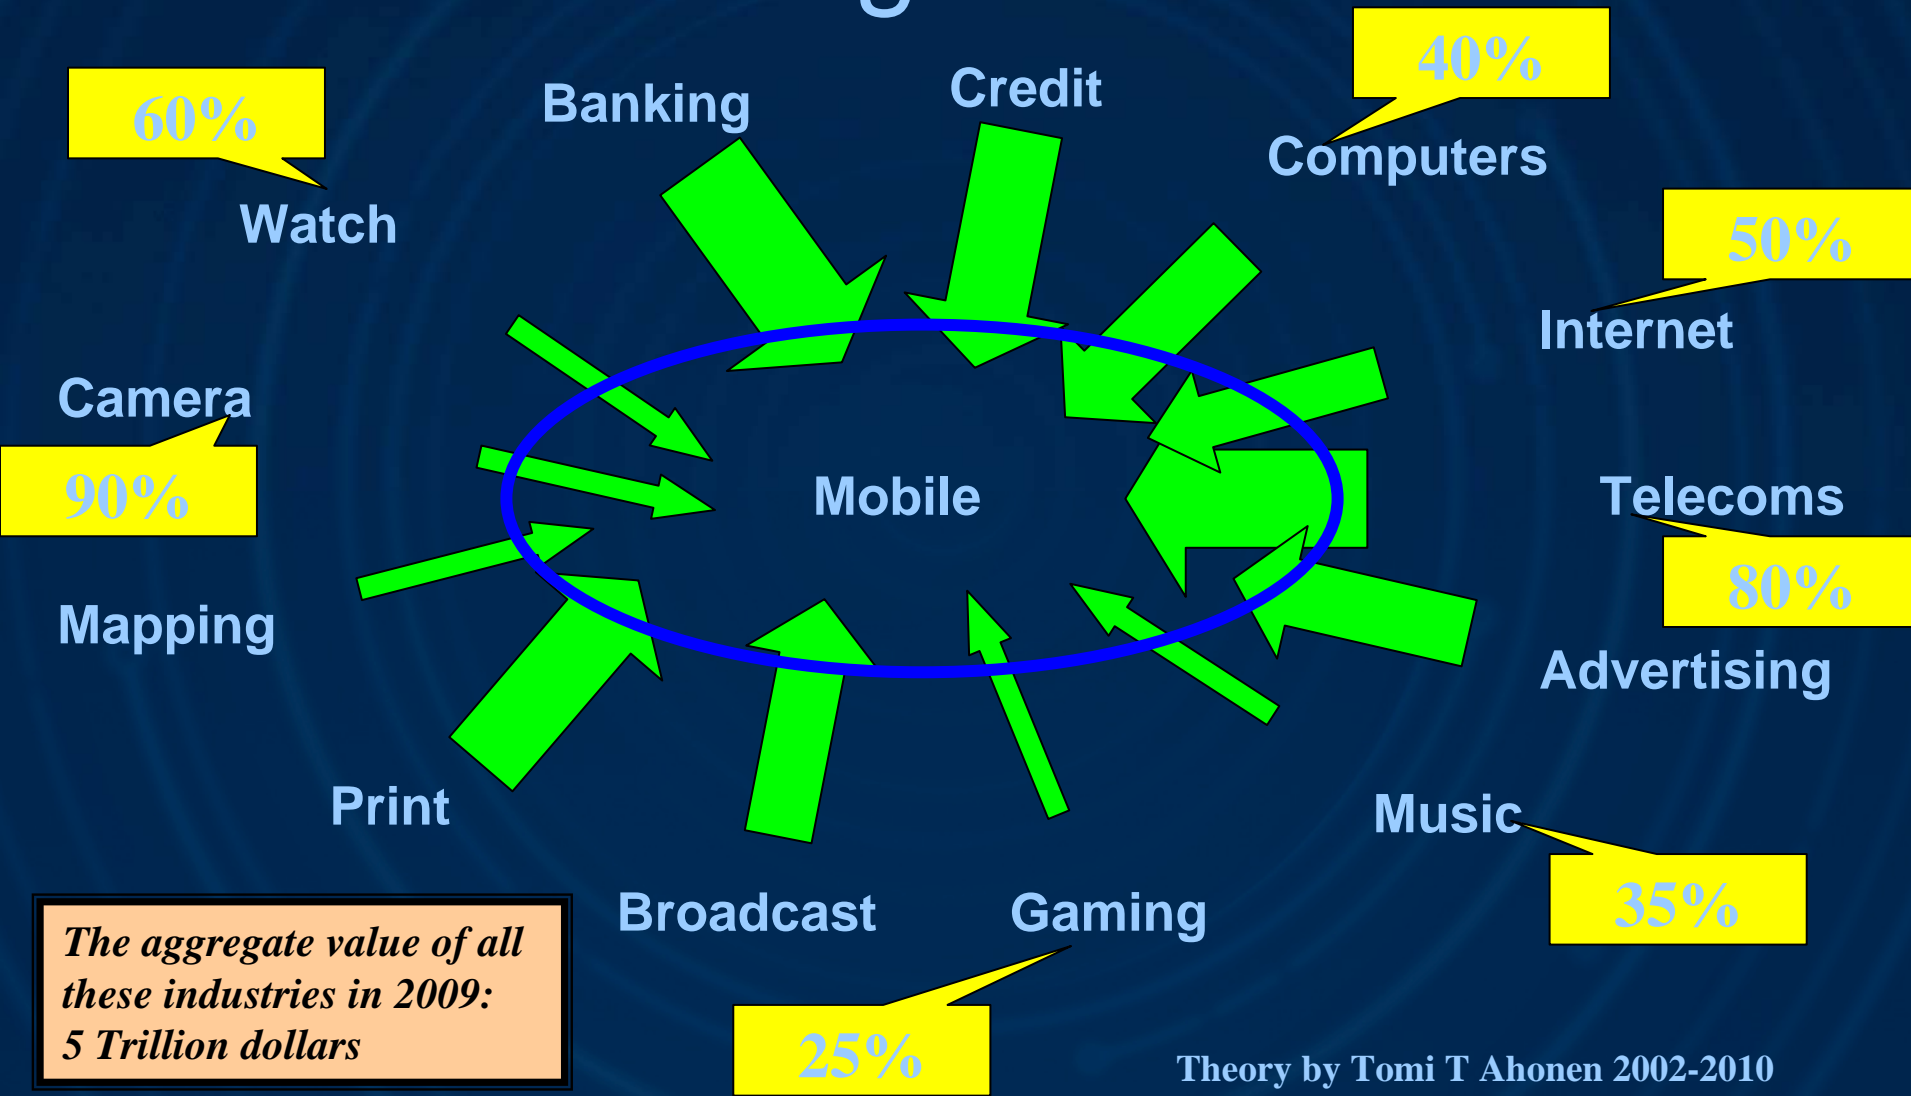 40%
Credit
Banking
60%
Computers
Watch
50%
Internet
Camera
90%
Mobile
Telecoms
80%
Mapping
Advertising
Print
Music
35%
Broadcast
Gaming
The aggregate value of all
these industries in 2009:
5 Trillion dollars
25%
Theory by Tomi T Ahonen 2002-2010